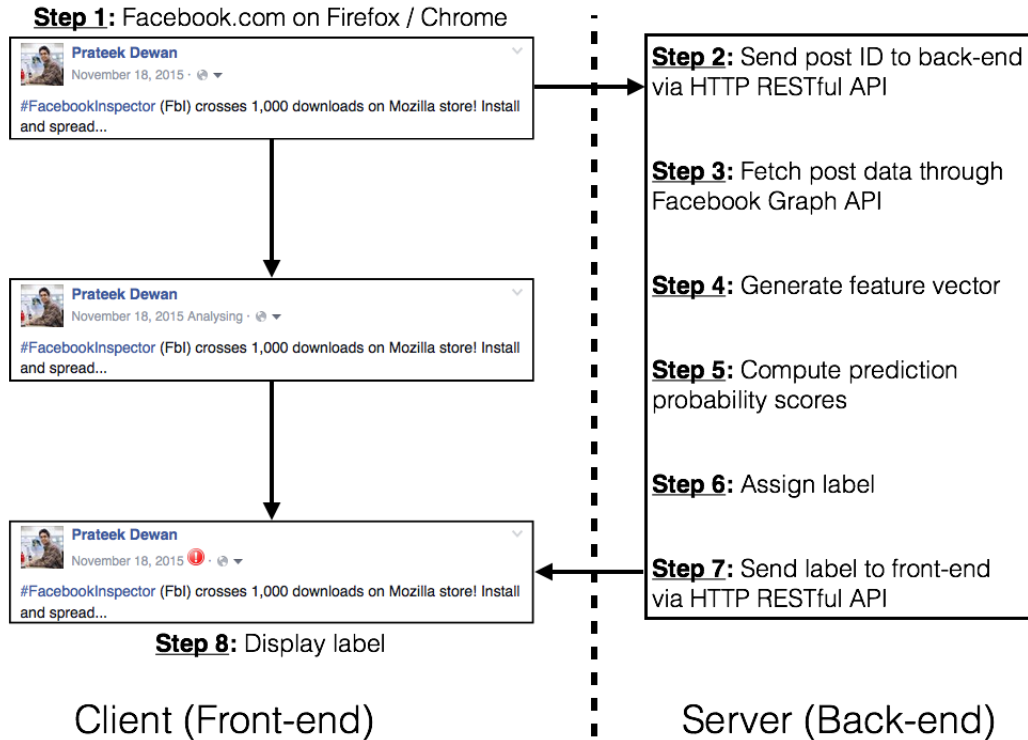 Step 1: Facebook.com on Firefox / Chrome
Prateek Dewan
November 18, 2015 ·
#FacebookInspector (FbI) crosses 1,000 downloads on Mozilla store! Install
and spread...
Prateek Dewan
November 18, 2015 Analysing ·
#FacebookInspector (FbI) crosses 1,000 downloads on Mozilla store! Install
and spread...
Prateek Dewan
November 18, 2015 ! ·
#FacebookInspector (FbI) crosses 1,000 downloads on Mozilla store! Install
and spread...
Step 8: Display label
Client (Front-end)
Step 2: Send post ID to back-end
via HTTP RESTful API
Step 3: Fetch post data through
Facebook Graph API
Step 4: Generate feature vector
Step 5: Compute prediction
probability scores
Step 6: Assign label
Step 7: Send label to front-end
via HTTP RESTful API
Server (Back-end)